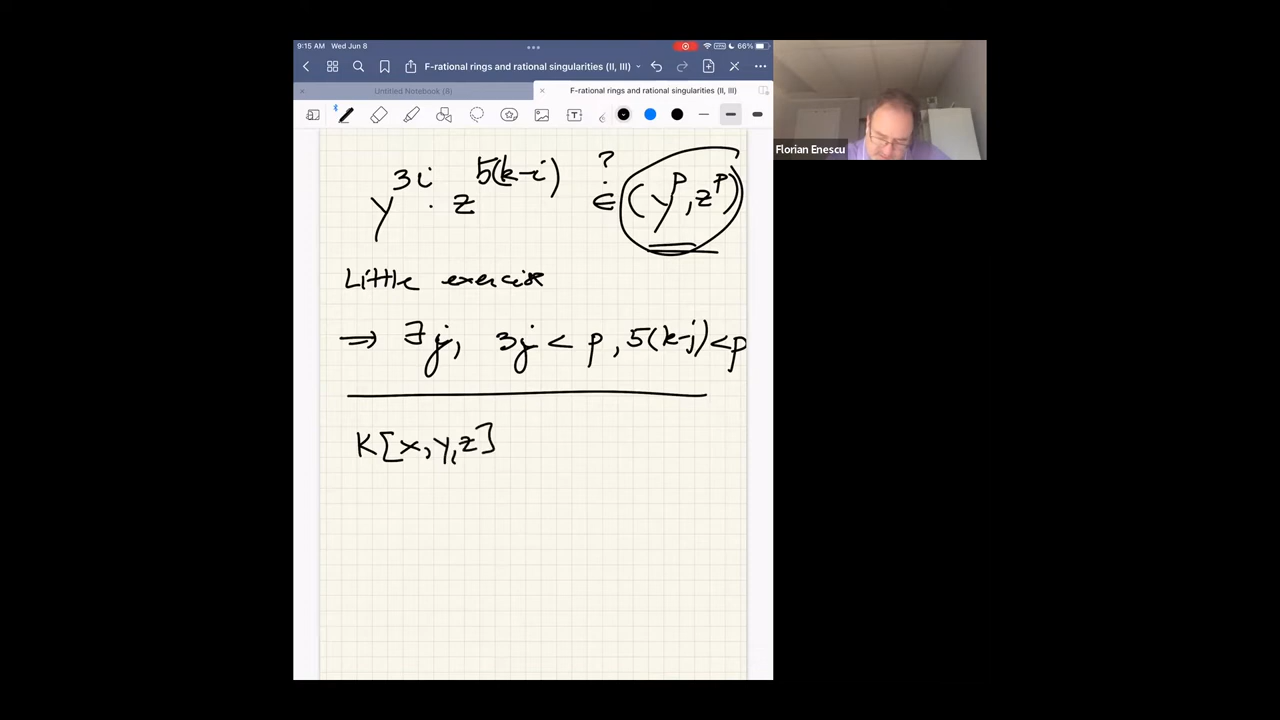 9:15 AM Wed Jun 8
66%
F-rational rings and rational singularities (II, III)
Untitled Notebook (8)
F-rational rings and rational singularities (II, III)
y^{3i} · z^{5(k-i)} ?∈ (y^p, z^p)
Little exercise
⇒ ∃j, 3j < p, 5(k-j) < p
K[x,y,z]
Florian Enescu